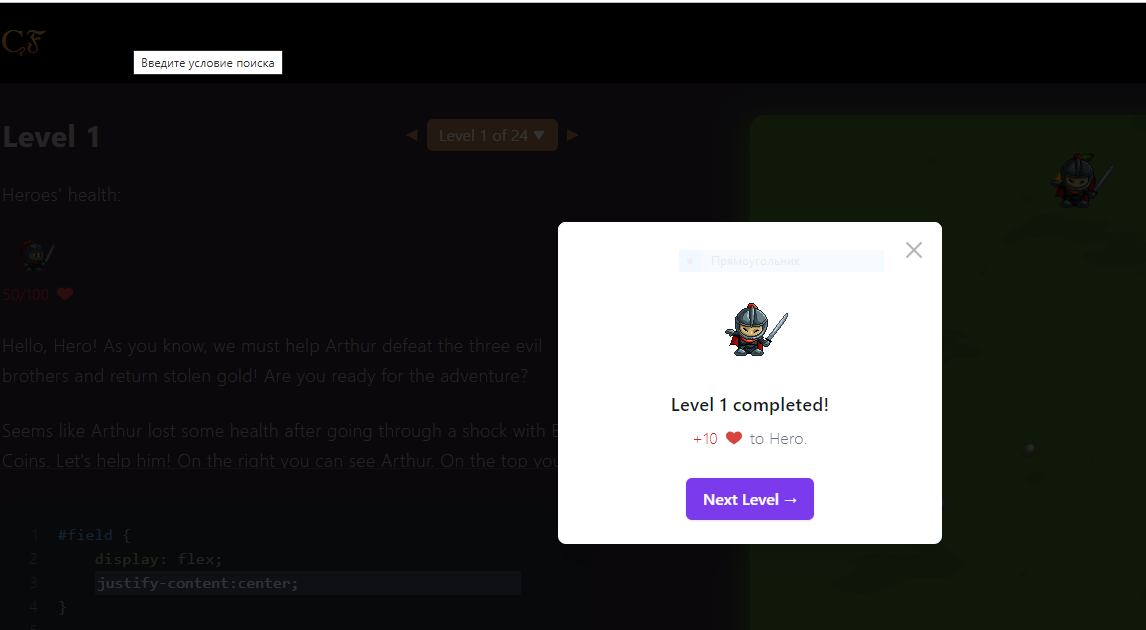 CF
Введите условие поиска
Level 1
Level 1 of 24 ▼
Heroes' health:
50/100
Hello, Hero! As you know, we must help Arthur defeat the three evil
brothers and return stolen gold! Are you ready for the adventure?
Seems like Arthur lost some health after going through a shock with
Coins. Let's help him! On the right you can see Arthur. On the top you
Прямоугольник
Level 1 completed!
+10 to Hero.
Next Level →
1 #field {
2 display: flex;
3 justify-content:center;
4 }
5